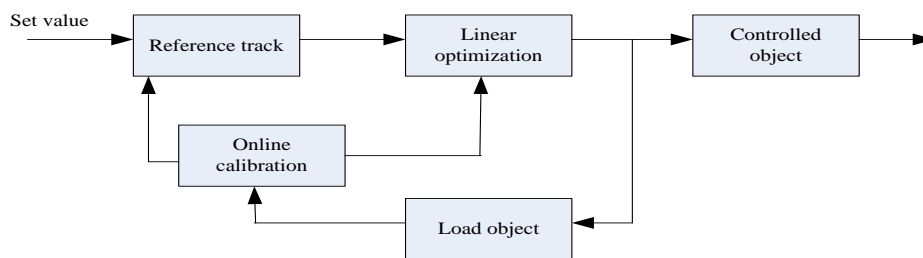 Set value
Reference track
Linear
optimization
Controlled
object
Online
calibration
Load object